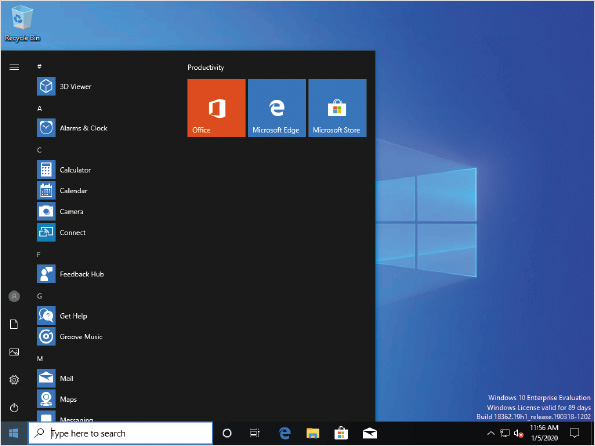 Recycle Bin
#
3D Viewer
A
Alarms & Clock
C
Calculator
Calendar
Camera
Connect
F
Feedback Hub
G
Get Help
Groove Music
M
Mail
Maps
Messaging
Productivity
Office
Microsoft Edge
Microsoft Store
Windows 10 Enterprise Evaluation
Windows License valid for 89 days
Build 18362.19h1_release.190318-1202
Type here to search
11:56 AM
1/5/2020